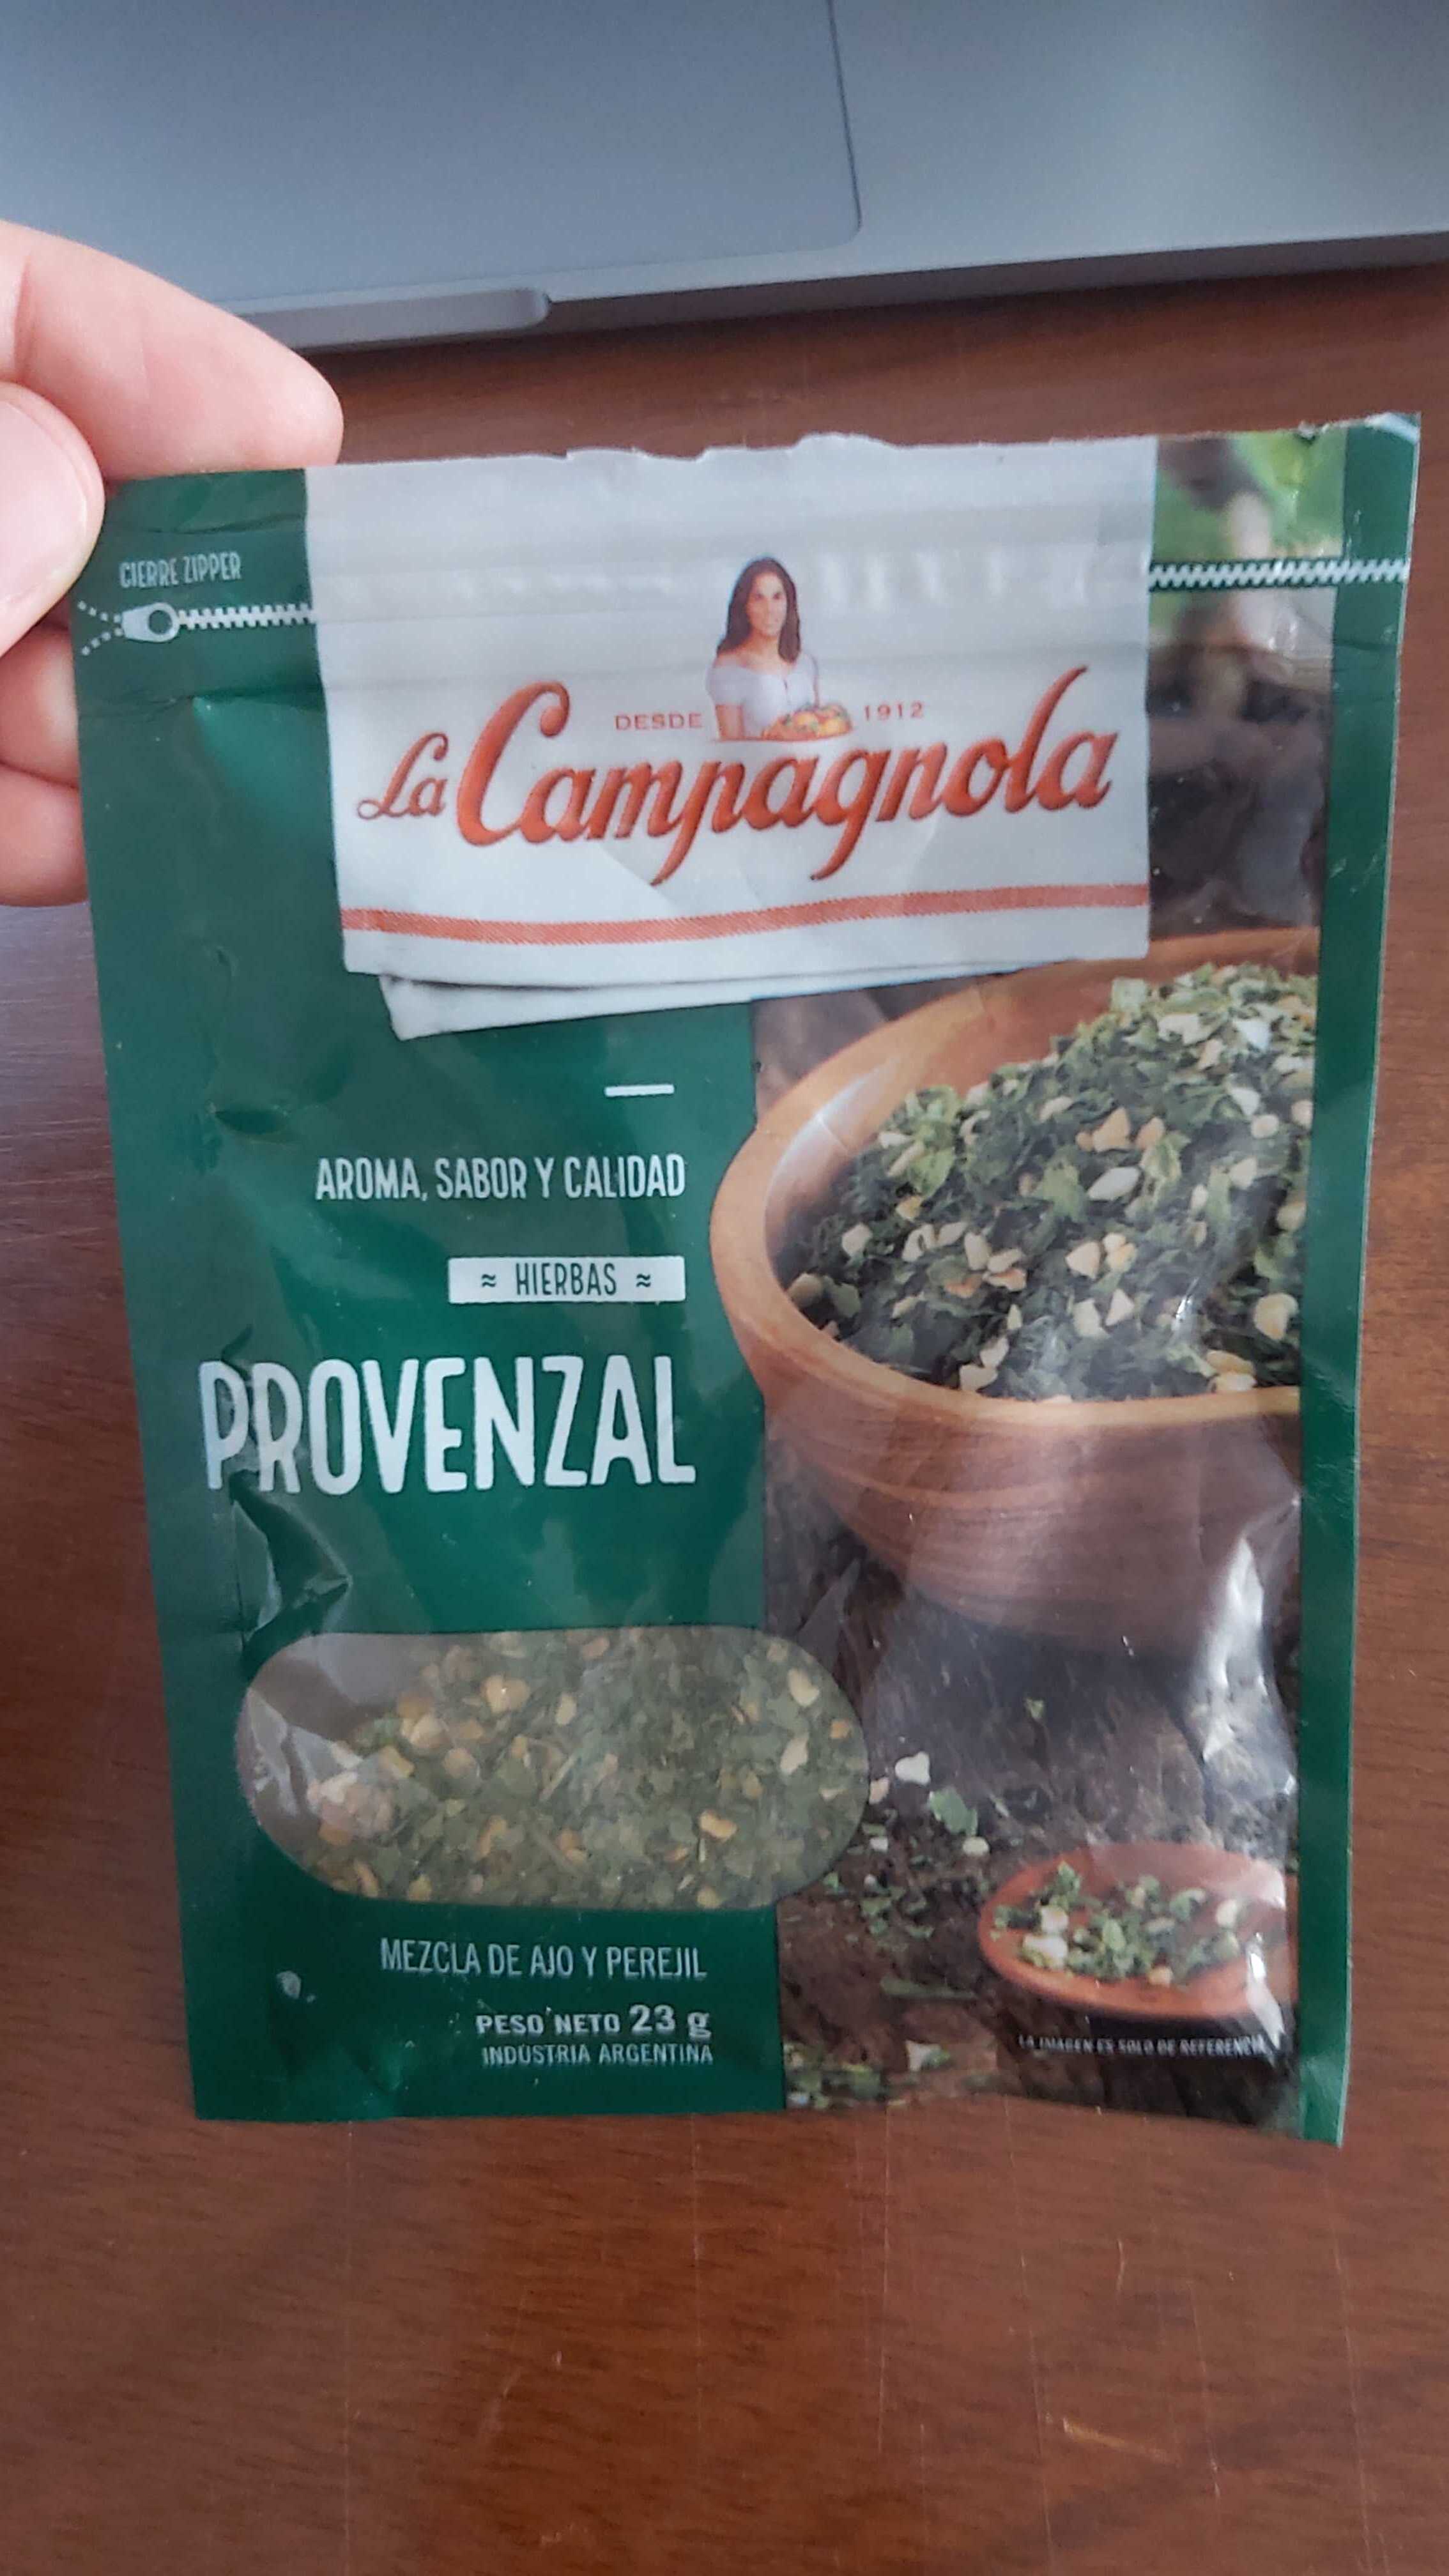 CIERRE ZIPPER
DESDE 1912
La Campagnola
AROMA, SABOR Y CALIDAD
≈ HIERBAS ≈
PROVENZAL
MEZCLA DE AJO Y PEREJIL
PESO NETO 23 g
INDUSTRIA ARGENTINA
LA IMAGEN ES SOLO DE REFERENCIA